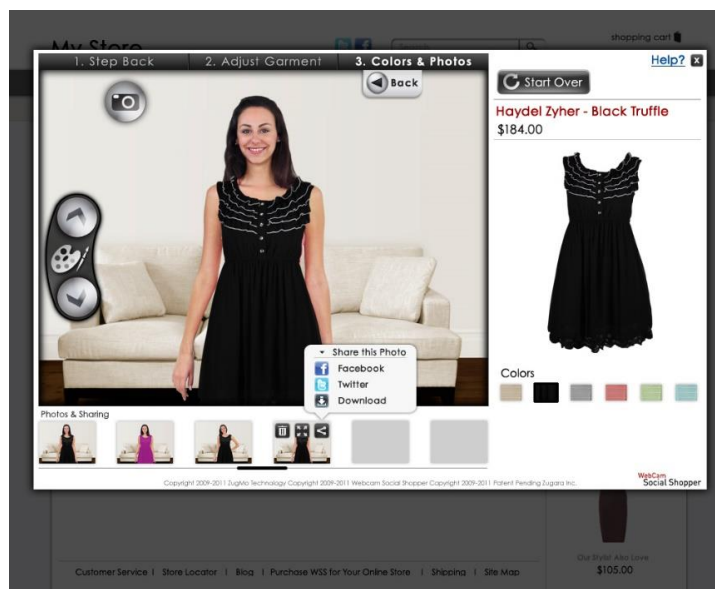 shopping cart
My Store
Search
1. Step Back
2. Adjust Garment
3. Colors & Photos
Help?
x
Back
Start Over
Haydel Zyher - Black Truffle
$184.00
Share this Photo
Facebook
Twitter
Download
Colors
Photos & Sharing
WebCam
Social Shopper
Copyright 2009-2011 ZugMo Technology Copyright 2009-2011 Webcam Social Shopper Copyright 2009-2011 Patent Pending Zugara Inc.
Our Stylist Also Loves
$105.00
Customer Service | Store Locator | Blog | Purchase WSS for Your Online Store | Shipping | Site Map